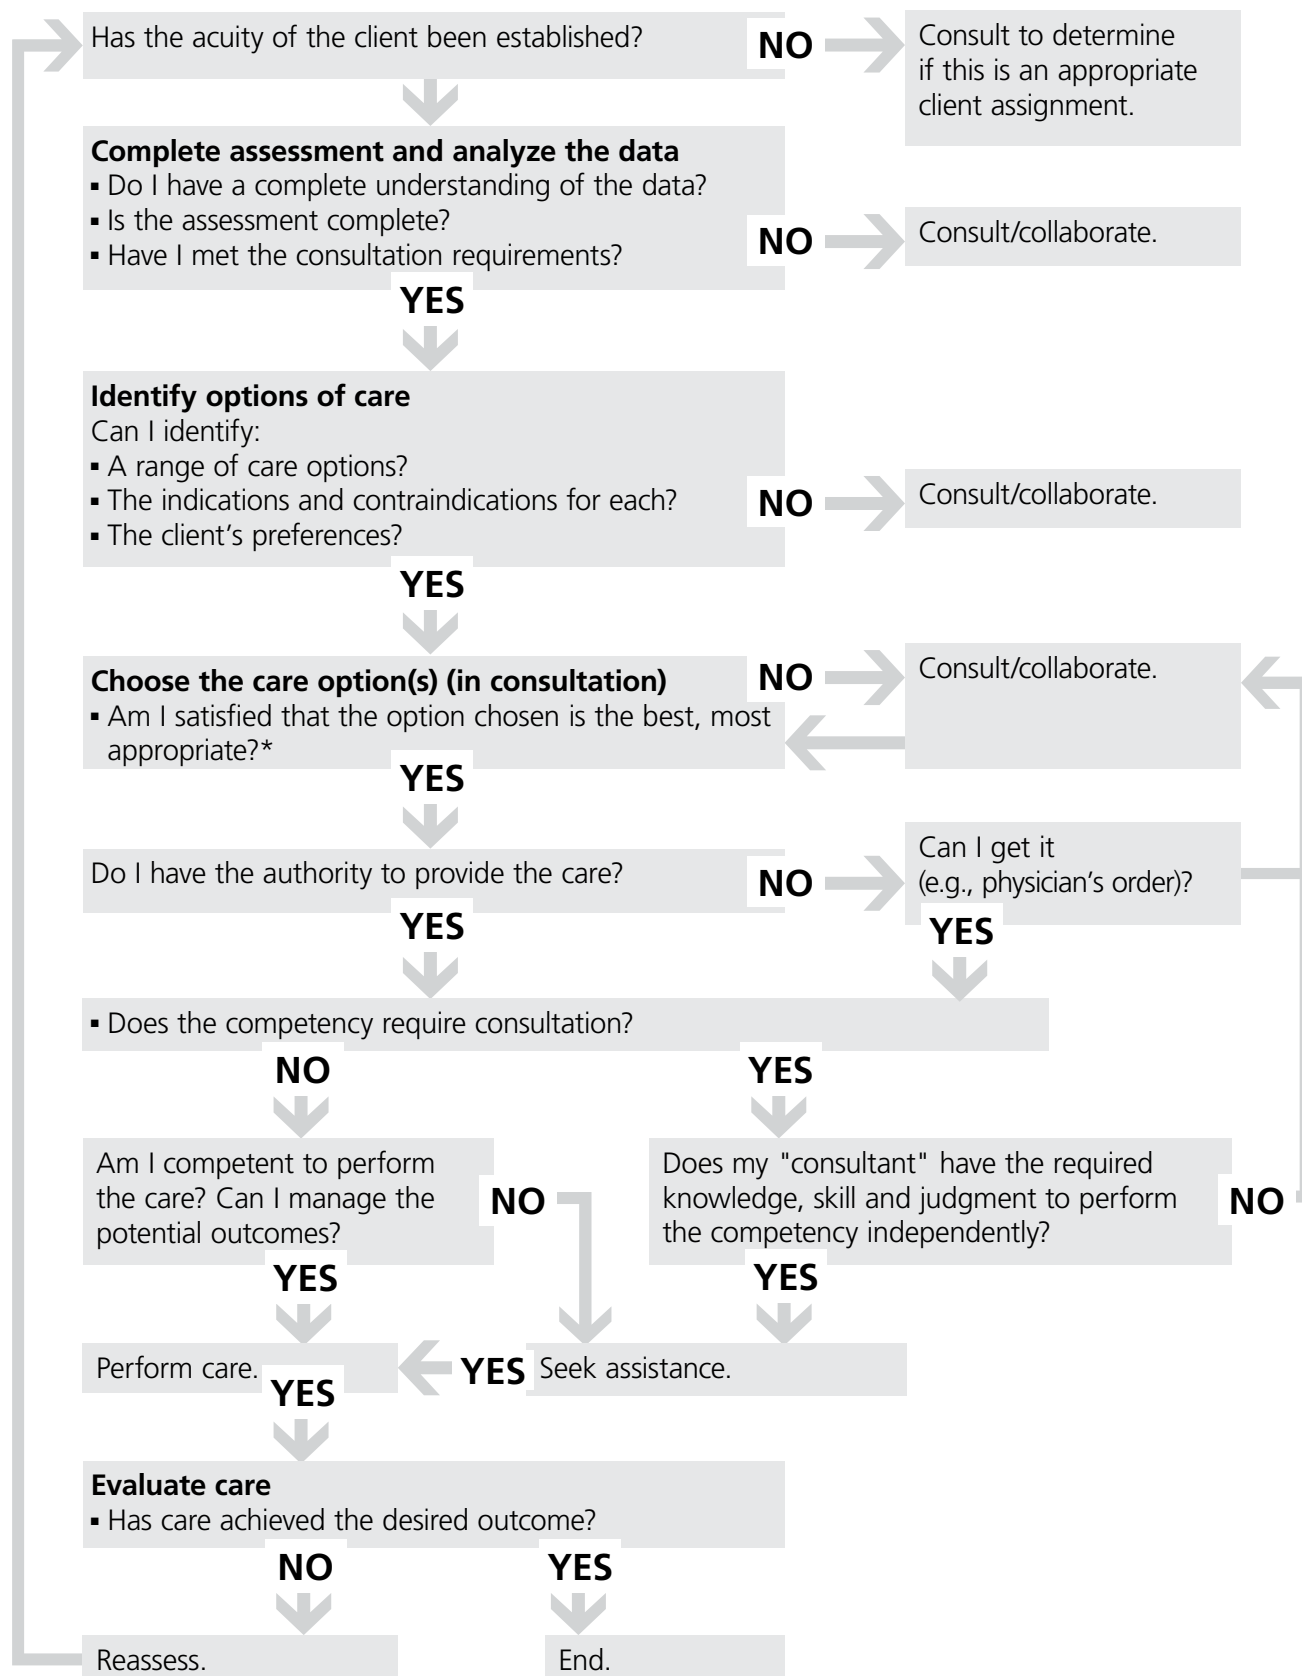 Has the acuity of the client been established?
NO
Consult to determine
if this is an appropriate
client assignment.
Complete assessment and analyze the data
▪ Do I have a complete understanding of the data?
▪ Is the assessment complete?
▪ Have I met the consultation requirements?
NO
Consult/collaborate.
YES
Identify options of care
Can I identify:
▪ A range of care options?
▪ The indications and contraindications for each?
▪ The client’s preferences?
NO
Consult/collaborate.
YES
Choose the care option(s) (in consultation)
▪ Am I satisfied that the option chosen is the best, most
appropriate?*
NO
Consult/collaborate.
YES
Do I have the authority to provide the care?
NO
Can I get it
(e.g., physician’s order)?
YES
YES
▪ Does the competency require consultation?
NO
YES
Am I competent to perform
the care? Can I manage the
potential outcomes?
NO
Does my "consultant" have the required
knowledge, skill and judgment to perform
the competency independently?
NO
YES
YES
Perform care.
YES
Seek assistance.
YES
Evaluate care
▪ Has care achieved the desired outcome?
NO
YES
Reassess.
End.